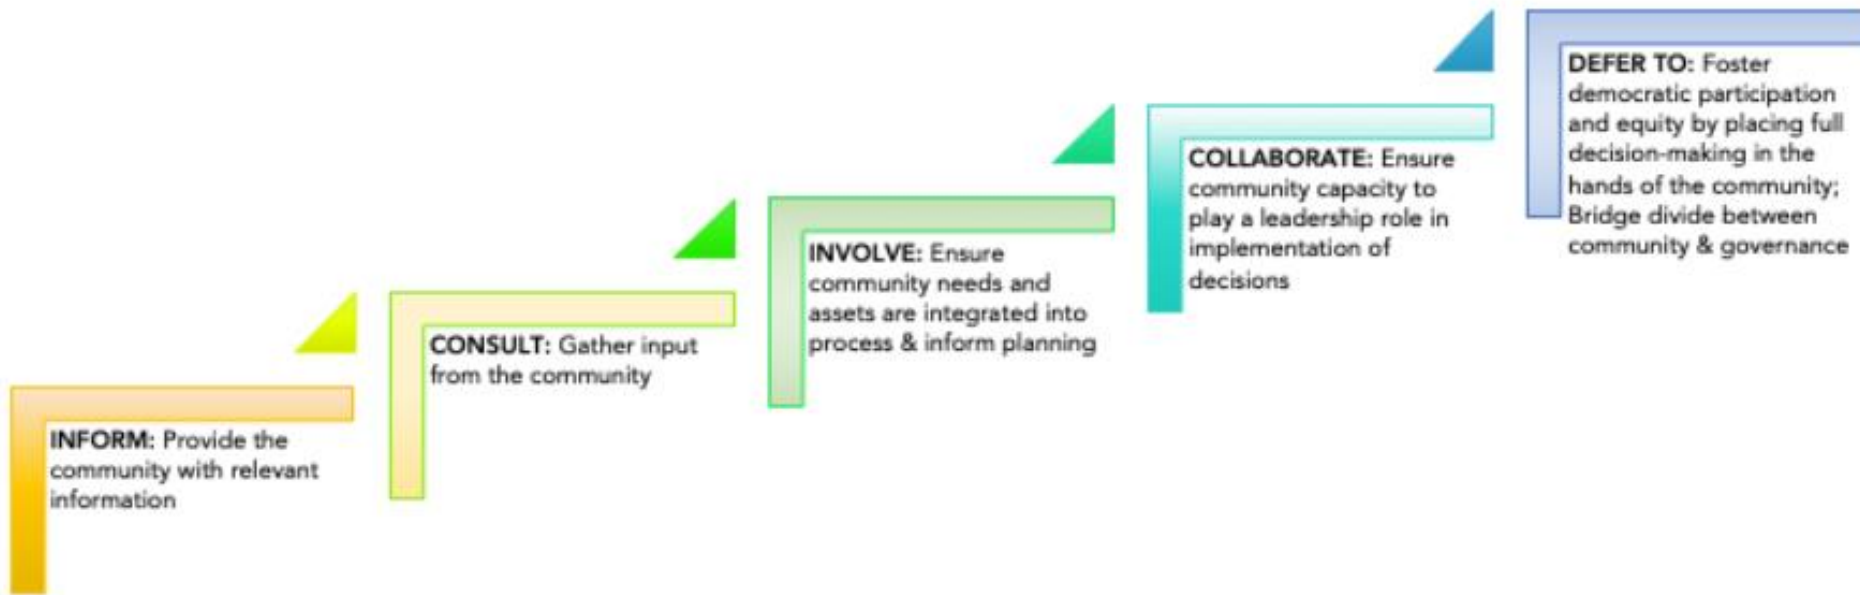 INFORM: Provide the
community with relevant
information
CONSULT: Gather input
from the community
INVOLVE: Ensure
community needs and
assets are integrated into
process & inform planning
COLLABORATE: Ensure
community capacity to
play a leadership role in
implementation of
decisions
DEFER TO: Foster
democratic participation
and equity by placing full
decision-making in the
hands of the community;
Bridge divide between
community & governance